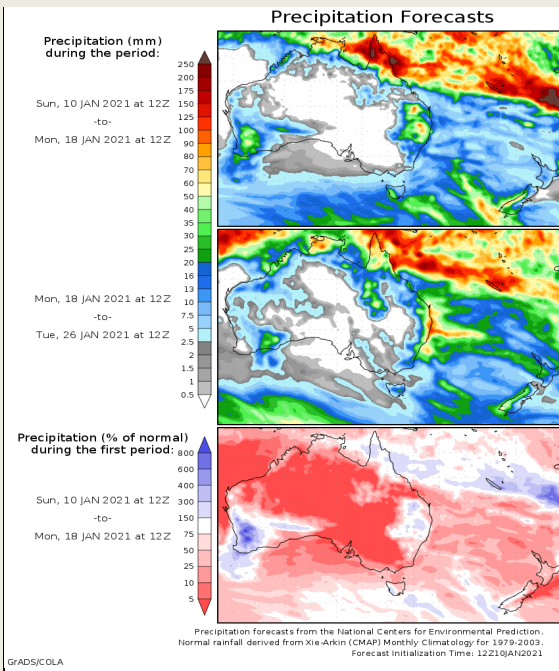 Precipitation Forecasts
Precipitation (mm)
during the period:
250
200
175
150
125
100
90
80
70
60
50
40
35
30
25
20
16
13
10
7.5
5
2.5
2
1.5
1
0.5
Sun, 10 JAN 2021 at 12Z
-to-
Mon, 18 JAN 2021 at 12Z
Mon, 18 JAN 2021 at 12Z
-to-
Tue, 26 JAN 2021 at 12Z
Precipitation (% of normal)
during the first period:
800
600
400
300
150
75
50
25
10
5
Sun, 10 JAN 2021 at 12Z
-to-
Mon, 18 JAN 2021 at 12Z
Precipitation forecasts from the National Centers for Environmental Prediction.
Normal rainfall derived from Xie-Arkin (CMAP) Monthly Climatology for 1979-2003.
Forecast Initialization Time: 12Z10JAN2021
GrADS/COLA